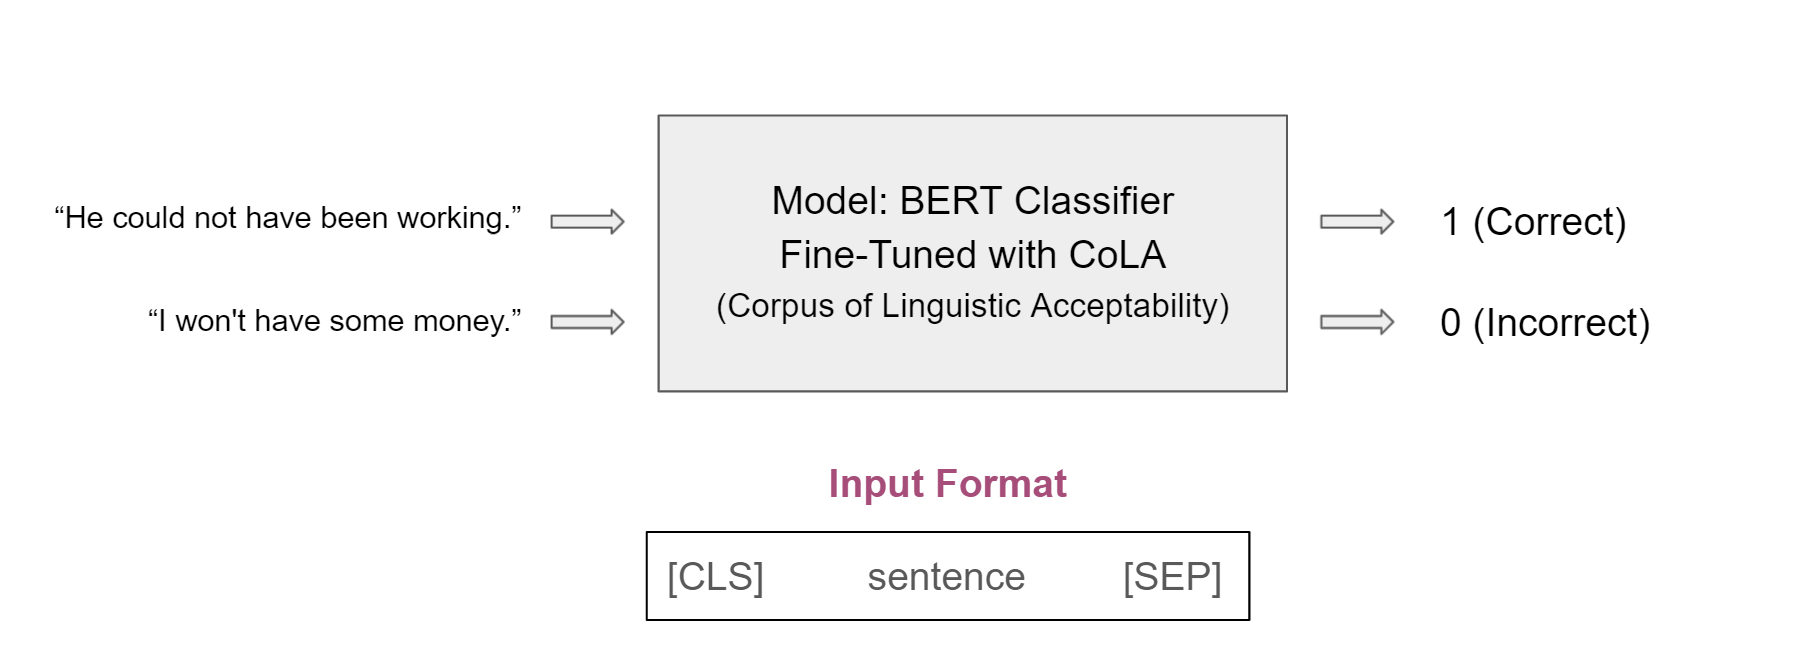 “He could not have been working.”
“I won't have some money.”
Model: BERT Classifier
Fine-Tuned with CoLA
(Corpus of Linguistic Acceptability)
1 (Correct)
0 (Incorrect)
Input Format
[CLS] sentence [SEP]